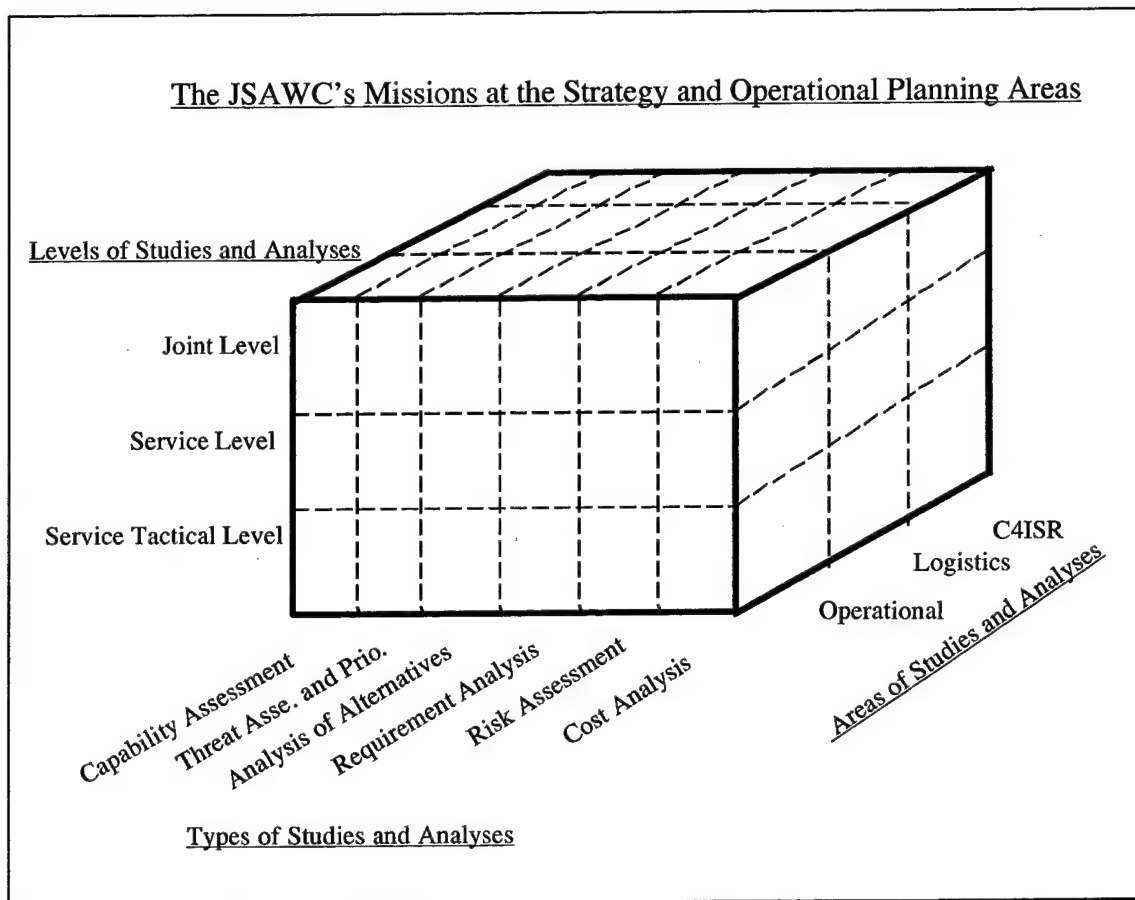 The JSAWC's Missions at the Strategy and Operational Planning Areas
Levels of Studies and Analyses
Joint Level
Service Level
Service Tactical Level
Capability Assessment
Threat Asse. and Prio.
Analysis of Alternatives
Requirement Analysis
Risk Assessment
Cost Analysis
Types of Studies and Analyses
Operational
Logistics
C4ISR
Areas of Studies and Analyses